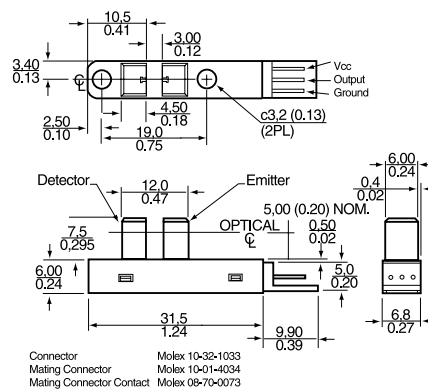 10,5
0.41
3,00
0.12
3.40
0.13
℄
Vcc
Output
Ground
4,50
0.18
2,50
0.10
19,0
0.75
c3,2 (0.13)
(2PL)
6,00
0.24
0,4
0.02
Detector
12,0
0.47
Emitter
5,00 (0.20) NOM.
OPTICAL
℄
0,50
0.02
7,5
0,295
6,00
0.24
5,0
0.20
31,5
1.24
9,90
0.39
6,8
0.27
Connector Molex 10-32-1033
Mating Connector Molex 10-01-4034
Mating Connector Contact Molex 08-70-0073